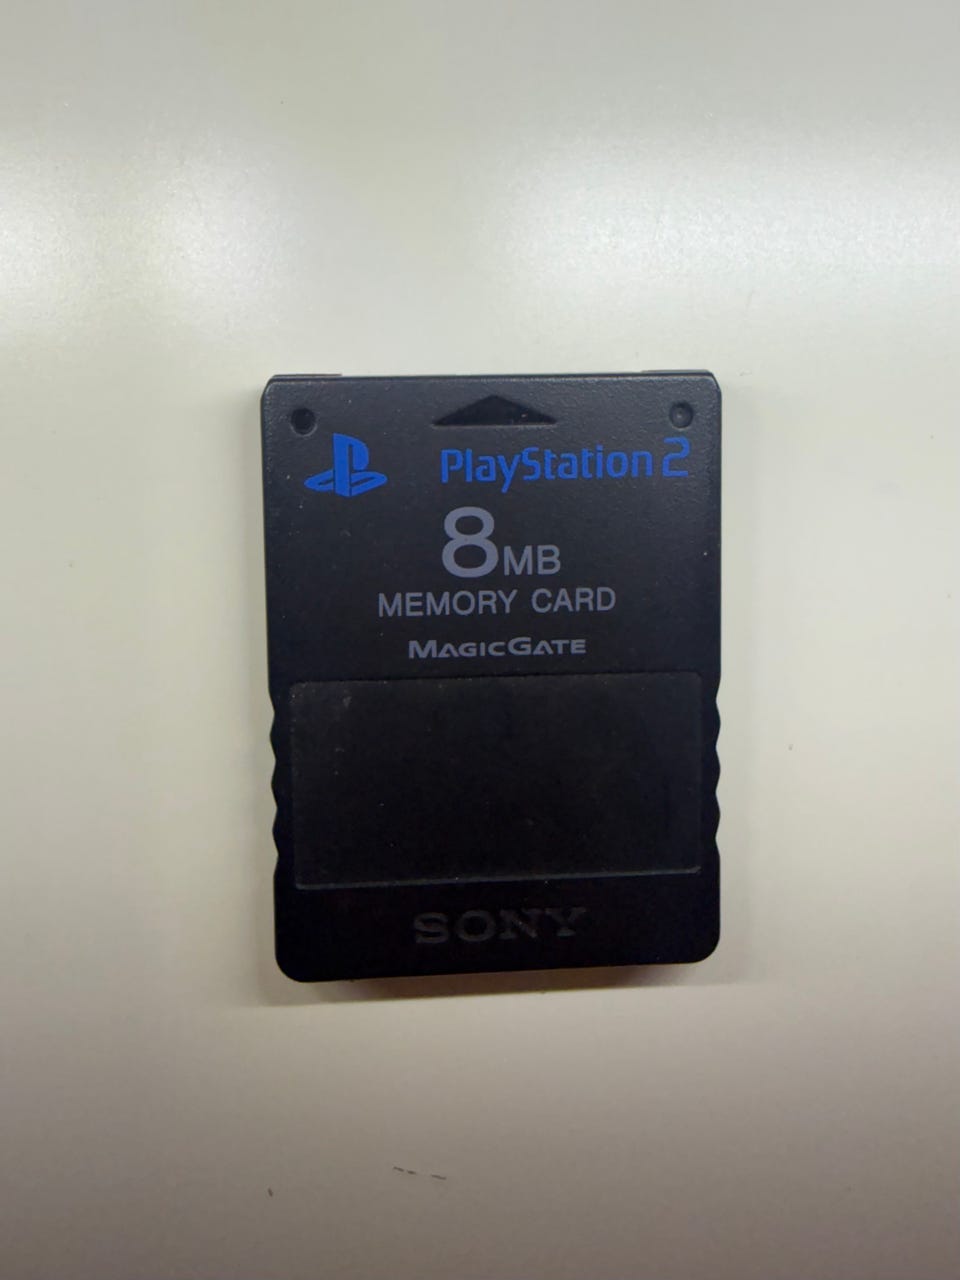 PlayStation 2
8MB
MEMORY CARD
MAGICGATE
SONY